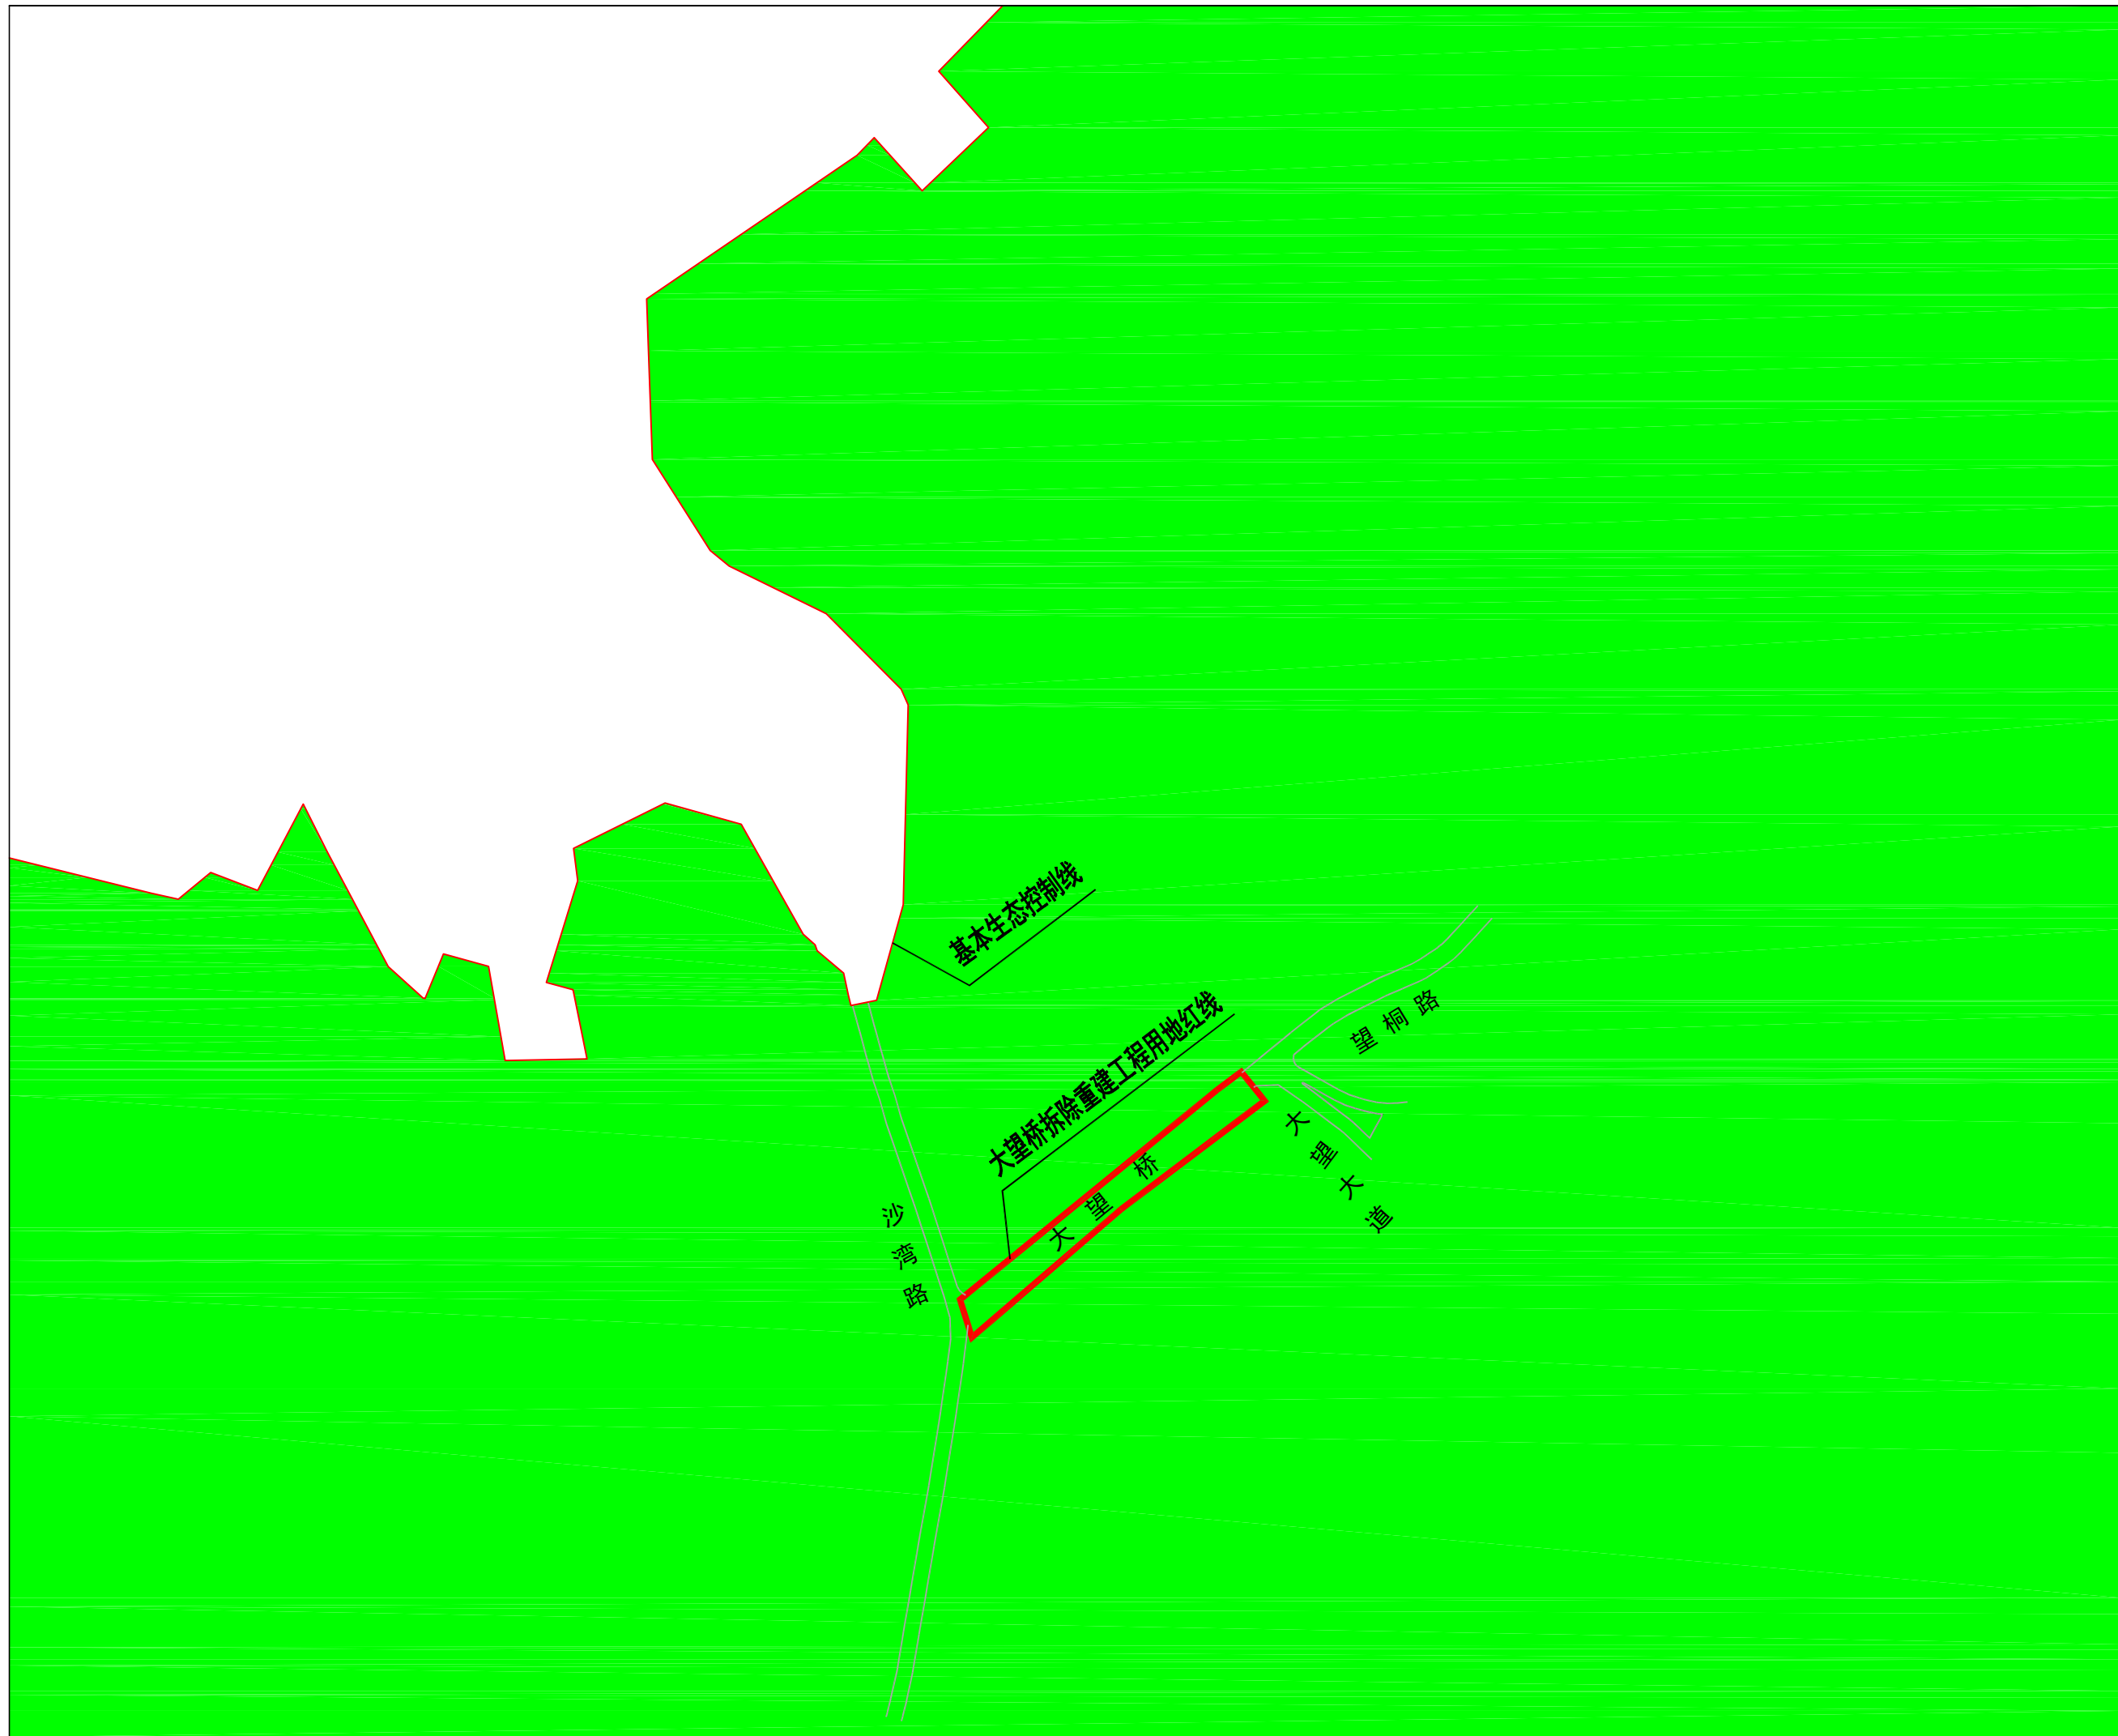 基本生态控制线
大望桥拆除重建工程用地红线
望桐路
大望桥
大望大道
沙湾路